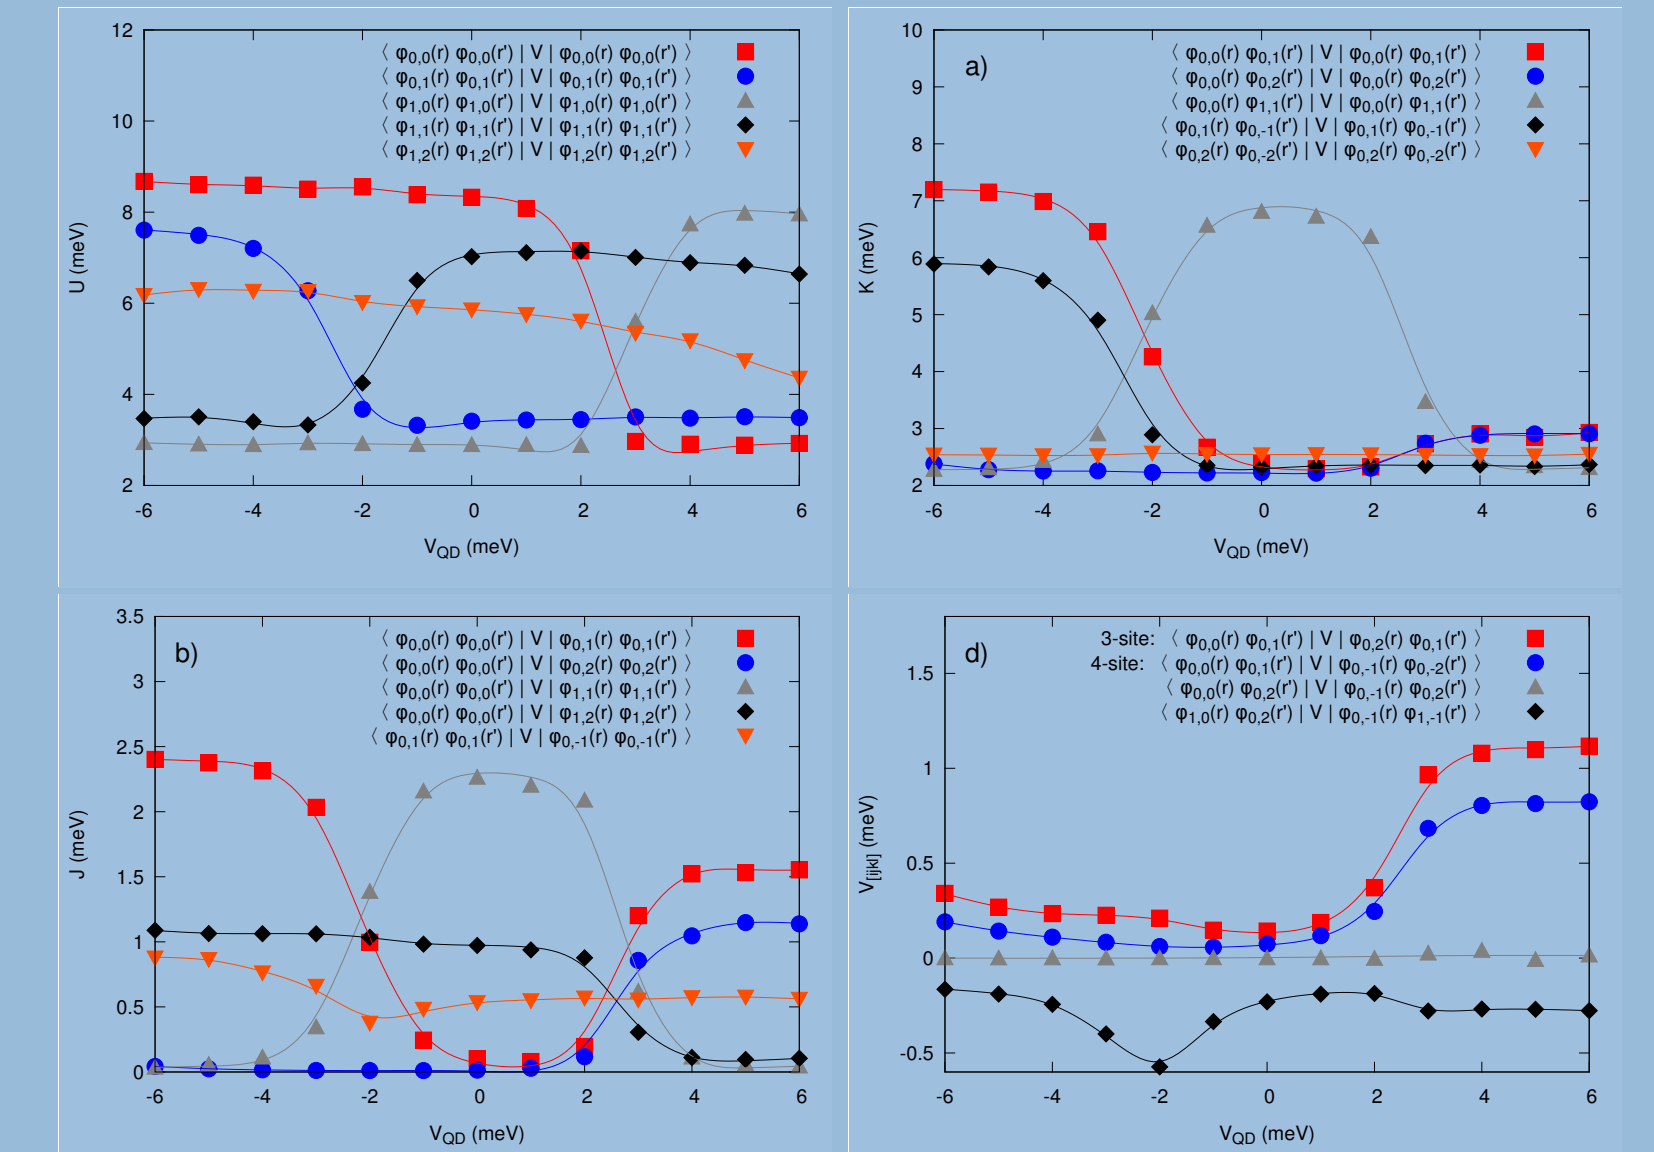 12
10
8
6
4
2
U (meV)
⟨ φ0,0(r) φ0,0(r') | V | φ0,0(r) φ0,0(r') ⟩
⟨ φ0,1(r) φ0,1(r') | V | φ0,1(r) φ0,1(r') ⟩
⟨ φ1,0(r) φ1,0(r') | V | φ1,0(r) φ1,0(r') ⟩
⟨ φ1,1(r) φ1,1(r') | V | φ1,1(r) φ1,1(r') ⟩
⟨ φ1,2(r) φ1,2(r') | V | φ1,2(r) φ1,2(r') ⟩
-6 -4 -2 0 2 4 6
VQD (meV)
10
9
8
7
6
5
4
3
2
K (meV)
a)
⟨ φ0,0(r) φ0,1(r') | V | φ0,0(r) φ0,1(r') ⟩
⟨ φ0,0(r) φ0,2(r') | V | φ0,0(r) φ0,2(r') ⟩
⟨ φ0,0(r) φ1,1(r') | V | φ0,0(r) φ1,1(r') ⟩
⟨ φ0,1(r) φ0,-1(r') | V | φ0,1(r) φ0,-1(r') ⟩
⟨ φ0,2(r) φ0,-2(r') | V | φ0,2(r) φ0,-2(r') ⟩
-6 -4 -2 0 2 4 6
VQD (meV)
3.5
3
2.5
2
1.5
1
0.5
0
J (meV)
b)
⟨ φ0,0(r) φ0,0(r') | V | φ0,1(r) φ0,1(r') ⟩
⟨ φ0,0(r) φ0,0(r') | V | φ0,2(r) φ0,2(r') ⟩
⟨ φ0,0(r) φ0,0(r') | V | φ1,1(r) φ1,1(r') ⟩
⟨ φ0,0(r) φ0,0(r') | V | φ1,2(r) φ1,2(r') ⟩
⟨ φ0,1(r) φ0,1(r') | V | φ0,-1(r) φ0,-1(r') ⟩
-6 -4 -2 0 2 4 6
VQD (meV)
1.5
1
0.5
0
-0.5
V[ijkl] (meV)
d)
3-site: ⟨ φ0,0(r) φ0,1(r') | V | φ0,2(r) φ0,1(r') ⟩
4-site: ⟨ φ0,0(r) φ0,1(r') | V | φ0,-1(r) φ0,-2(r') ⟩
⟨ φ0,0(r) φ0,2(r') | V | φ0,-1(r) φ0,2(r') ⟩
⟨ φ1,0(r) φ0,2(r') | V | φ0,-1(r) φ1,-1(r') ⟩
-6 -4 -2 0 2 4 6
VQD (meV)